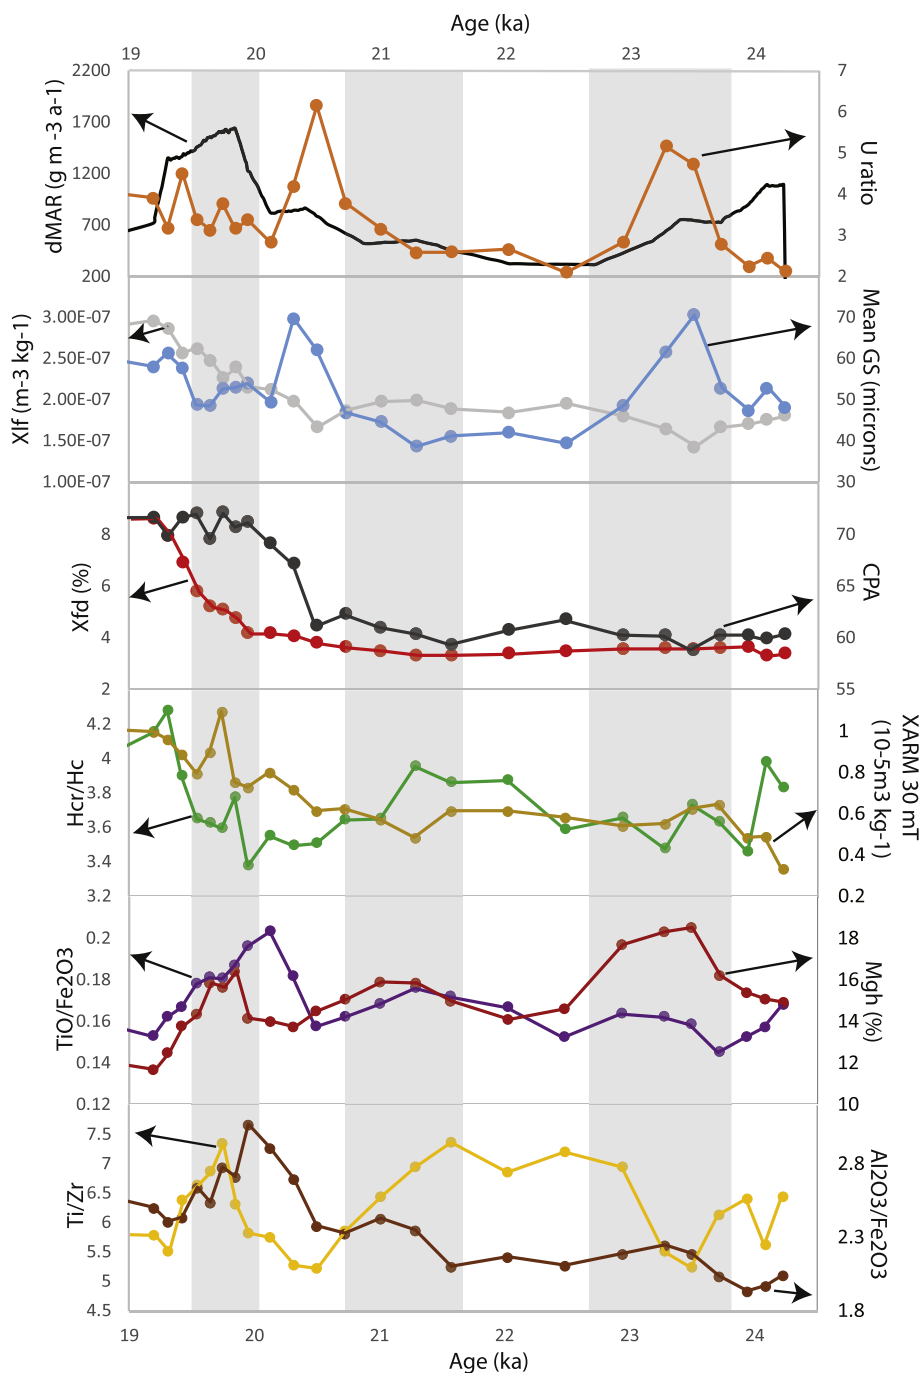 Age (ka)
19 20 21 22 23 24
2200 7
1700 6
1200 5
700 4
200 3
2
dMAR (g m -3 a-1)
U ratio
3.00E-07 70
2.50E-07 60
2.00E-07 50
1.50E-07 40
1.00E-07 30
Xlf (m-3 kg-1)
Mean GS (microns)
8 70
6 65
4 60
2 55
Xfd (%)
CPA
4.2 1
4 0.8
3.8 0.6
3.6 0.4
3.4 0.2
3.2
Hcr/Hc
XARM 30 mT
(10-5m3 kg-1)
0.2 18
0.18 16
0.16 14
0.14 12
0.12 10
TiO/Fe2O3
Mgh (%)
7.5 2.8
7 2.3
6.5 1.8
6
5.5
5
4.5
Ti/Zr
Al2O3/Fe2O3
19 20 21 22 23 24
Age (ka)